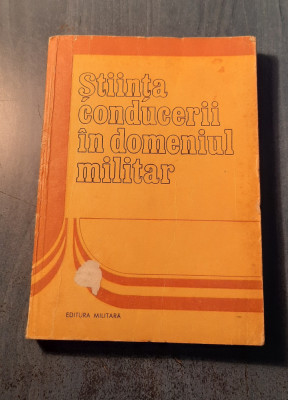 Știința
conducerii
în domeniul
militar
EDITURA MILITARĂ